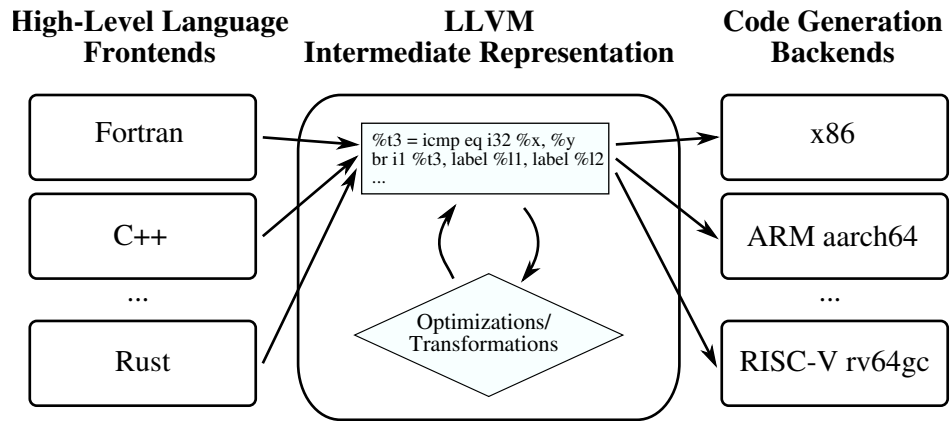 High-Level Language
Frontends
LLVM
Intermediate Representation
Code Generation
Backends
Fortran
C++
...
Rust
%t3 = icmp eq i32 %x, %y
br i1 %t3, label %l1, label %l2
...
Optimizations/
Transformations
x86
ARM aarch64
...
RISC-V rv64gc